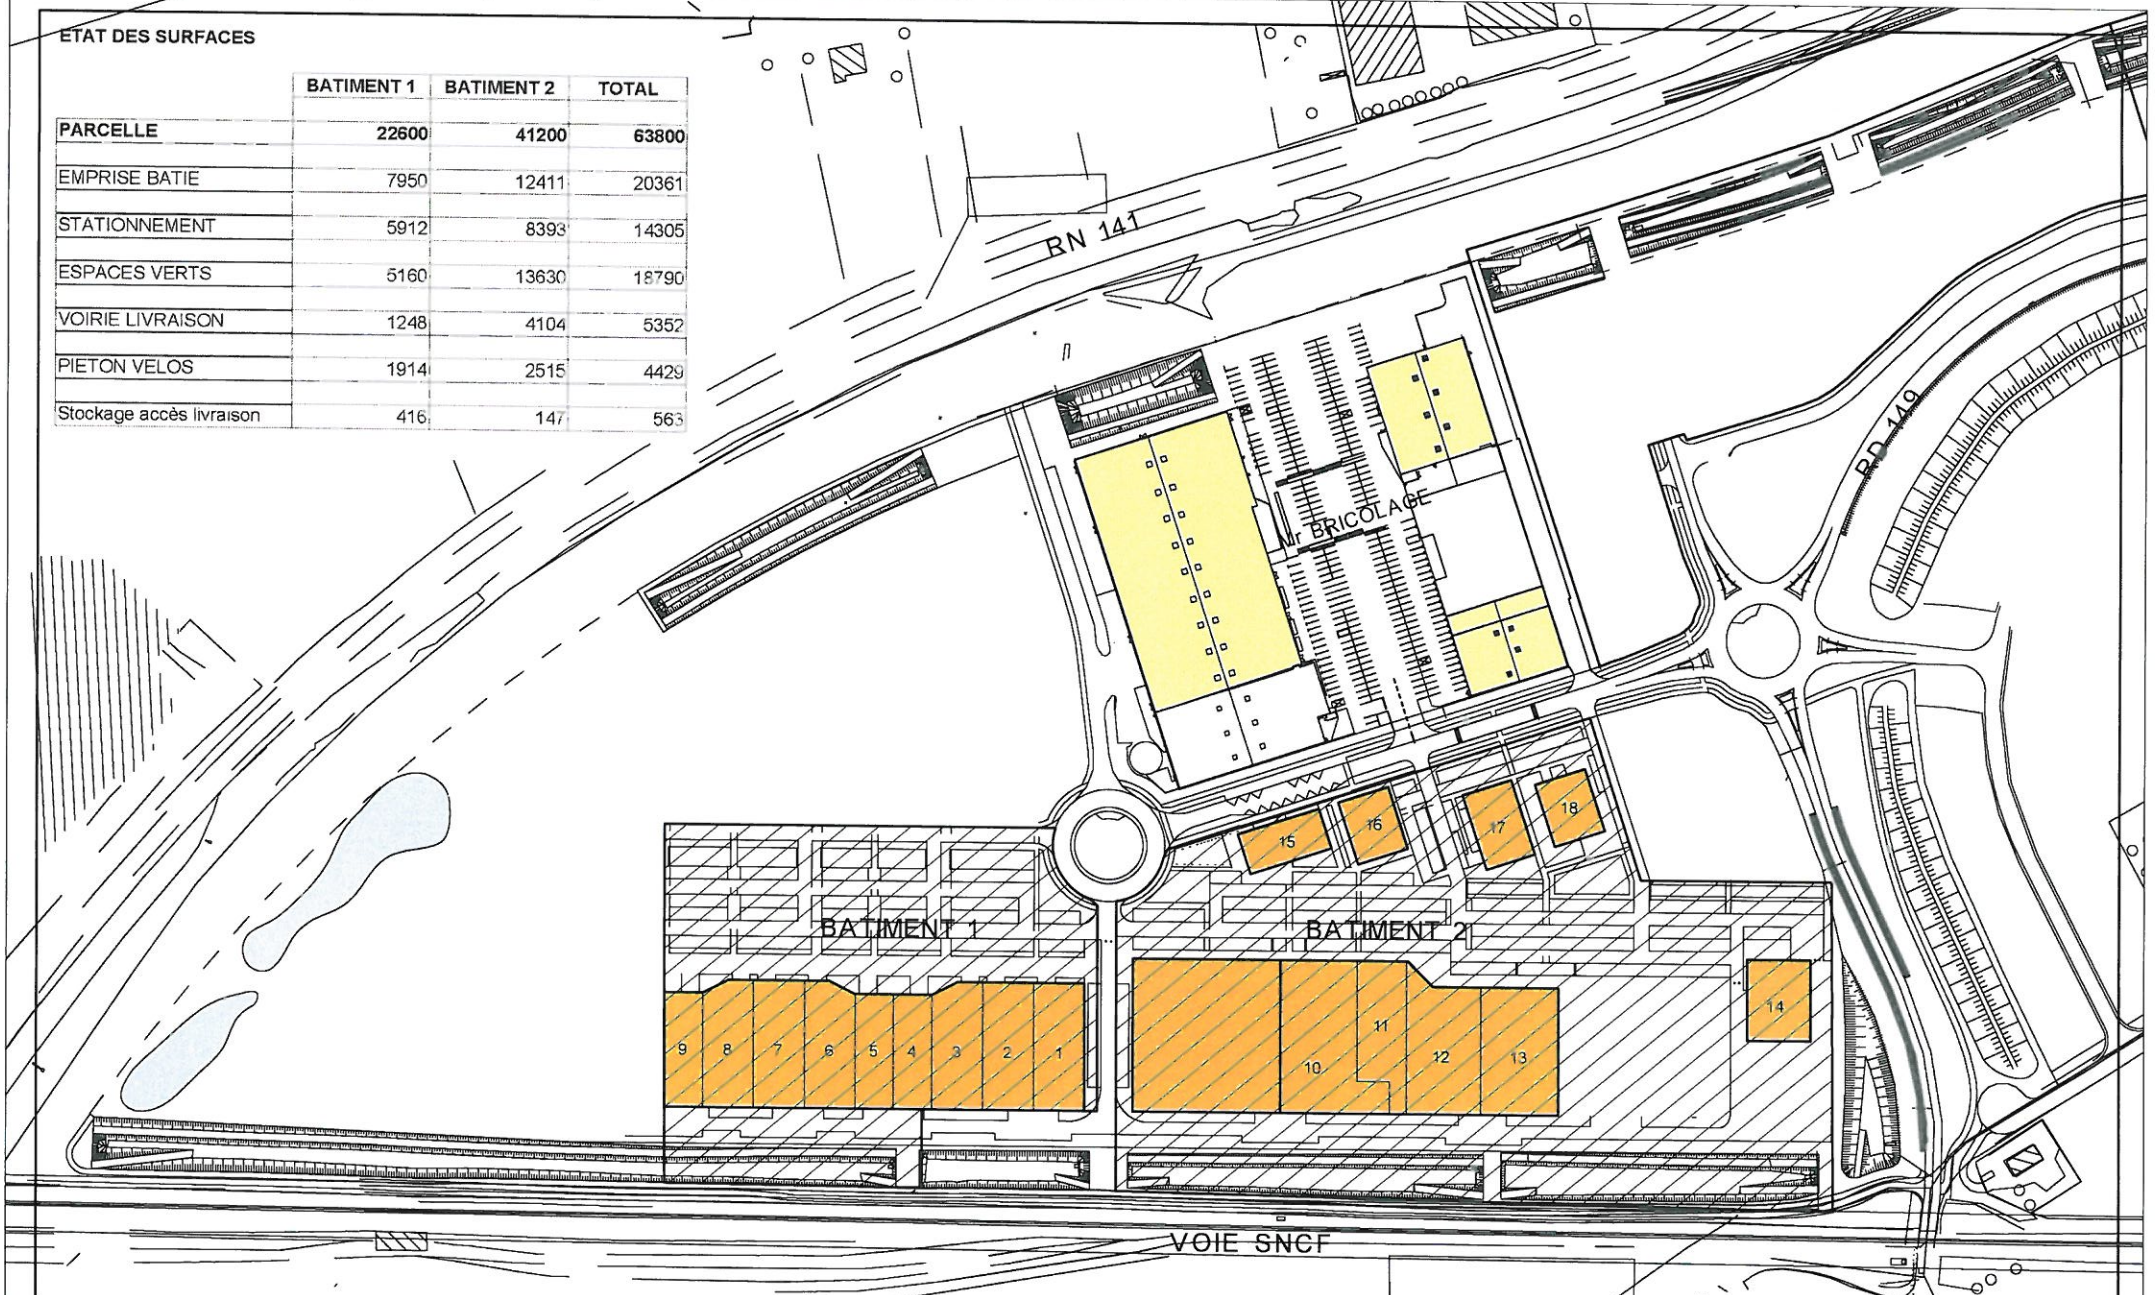 ETAT DES SURFACES
BATIMENT 1 BATIMENT 2 TOTAL
PARCELLE 22600 41200 63800
EMPRISE BATIE 7950 12411 20361
STATIONNEMENT 5912 8393 14305
ESPACES VERTS 5160 13630 18790
VOIRIE LIVRAISON 1248 4104 5352
PIETON VELOS 1914 2515 4429
Stockage accès livraison 416 147 563
RN 141
RD 149
Mr BRICOLAGE
18
17
16
15
BATIMENT 1
BATIMENT 2
9 8 7 6 5 4 3 2 1
10 11 12 13
14
VOIE SNCF